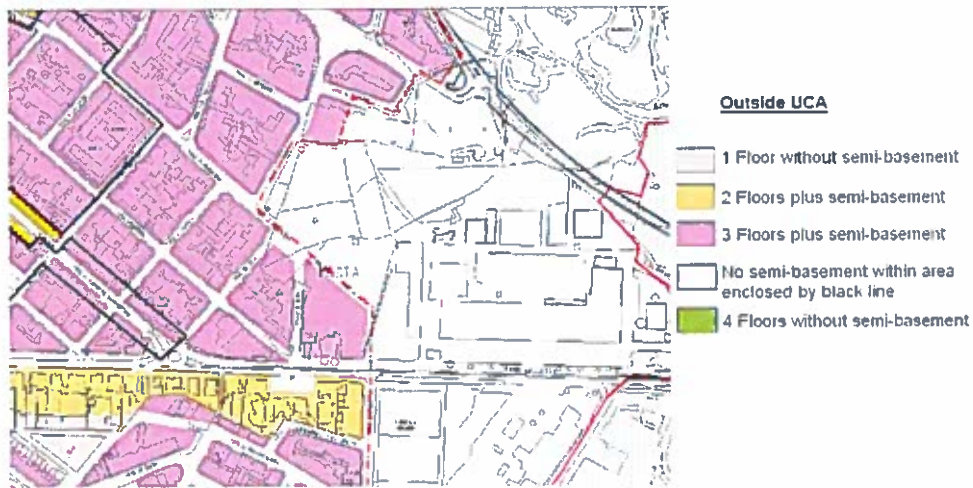 Outside UCA
1 Floor without semi-basement
2 Floors plus semi-basement
3 Floors plus semi-basement
No semi-basement within area
enclosed by black line
4 Floors without semi-basement